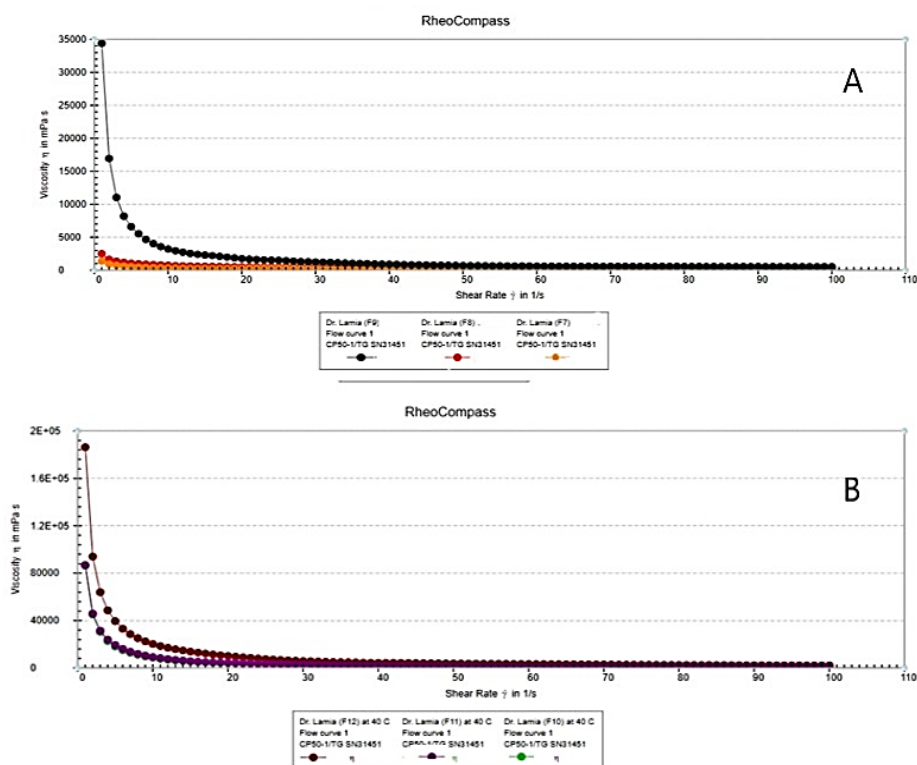 RheoCompass
A
35000
30000
25000
20000
15000
10000
5000
0
Viscosity η in mPa s
0 10 20 30 40 50 60 70 80 90 100 110
Shear Rate γ̇ in 1/s
Dr. Lamia (F9) Dr. Lamia (F8) . Dr. Lamia (F7)
Flow curve 1 Flow curve 1 Flow curve 1
CP50-1/TG SN31451 CP50-1/TG SN31451 CP50-1/TG SN31451
RheoCompass
B
2E+05
1.6E+05
1.2E+05
80000
40000
0
Viscosity η in mPa s
0 10 20 30 40 50 60 70 80 90 100 110
Shear Rate γ̇ in 1/s
Dr. Lamia (F12) at 40 C Dr. Lamia (F11) at 40 C Dr. Lamia (F10) at 40 C
Flow curve 1 Flow curve 1 Flow curve 1
CP50-1/TG SN31451 CP50-1/TG SN31451 CP50-1/TG SN31451
η η η